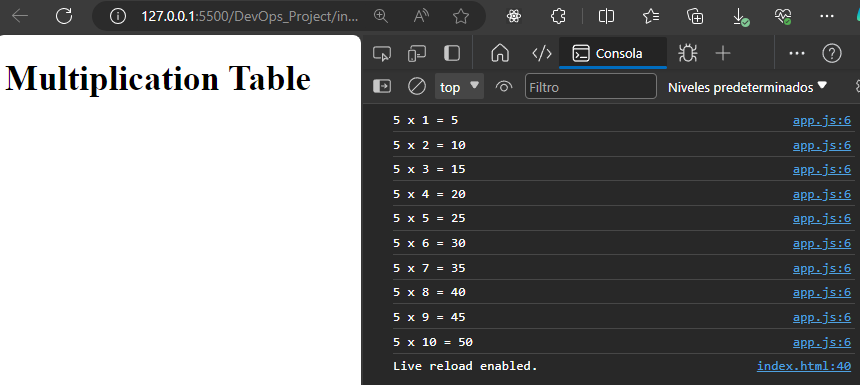 127.0.0.1:5500/DevOps_Project/in...
Multiplication Table
Consola
top
Filtro
Niveles predeterminados
5 x 1 = 5 app.js:6
5 x 2 = 10 app.js:6
5 x 3 = 15 app.js:6
5 x 4 = 20 app.js:6
5 x 5 = 25 app.js:6
5 x 6 = 30 app.js:6
5 x 7 = 35 app.js:6
5 x 8 = 40 app.js:6
5 x 9 = 45 app.js:6
5 x 10 = 50 app.js:6
Live reload enabled. index.html:40